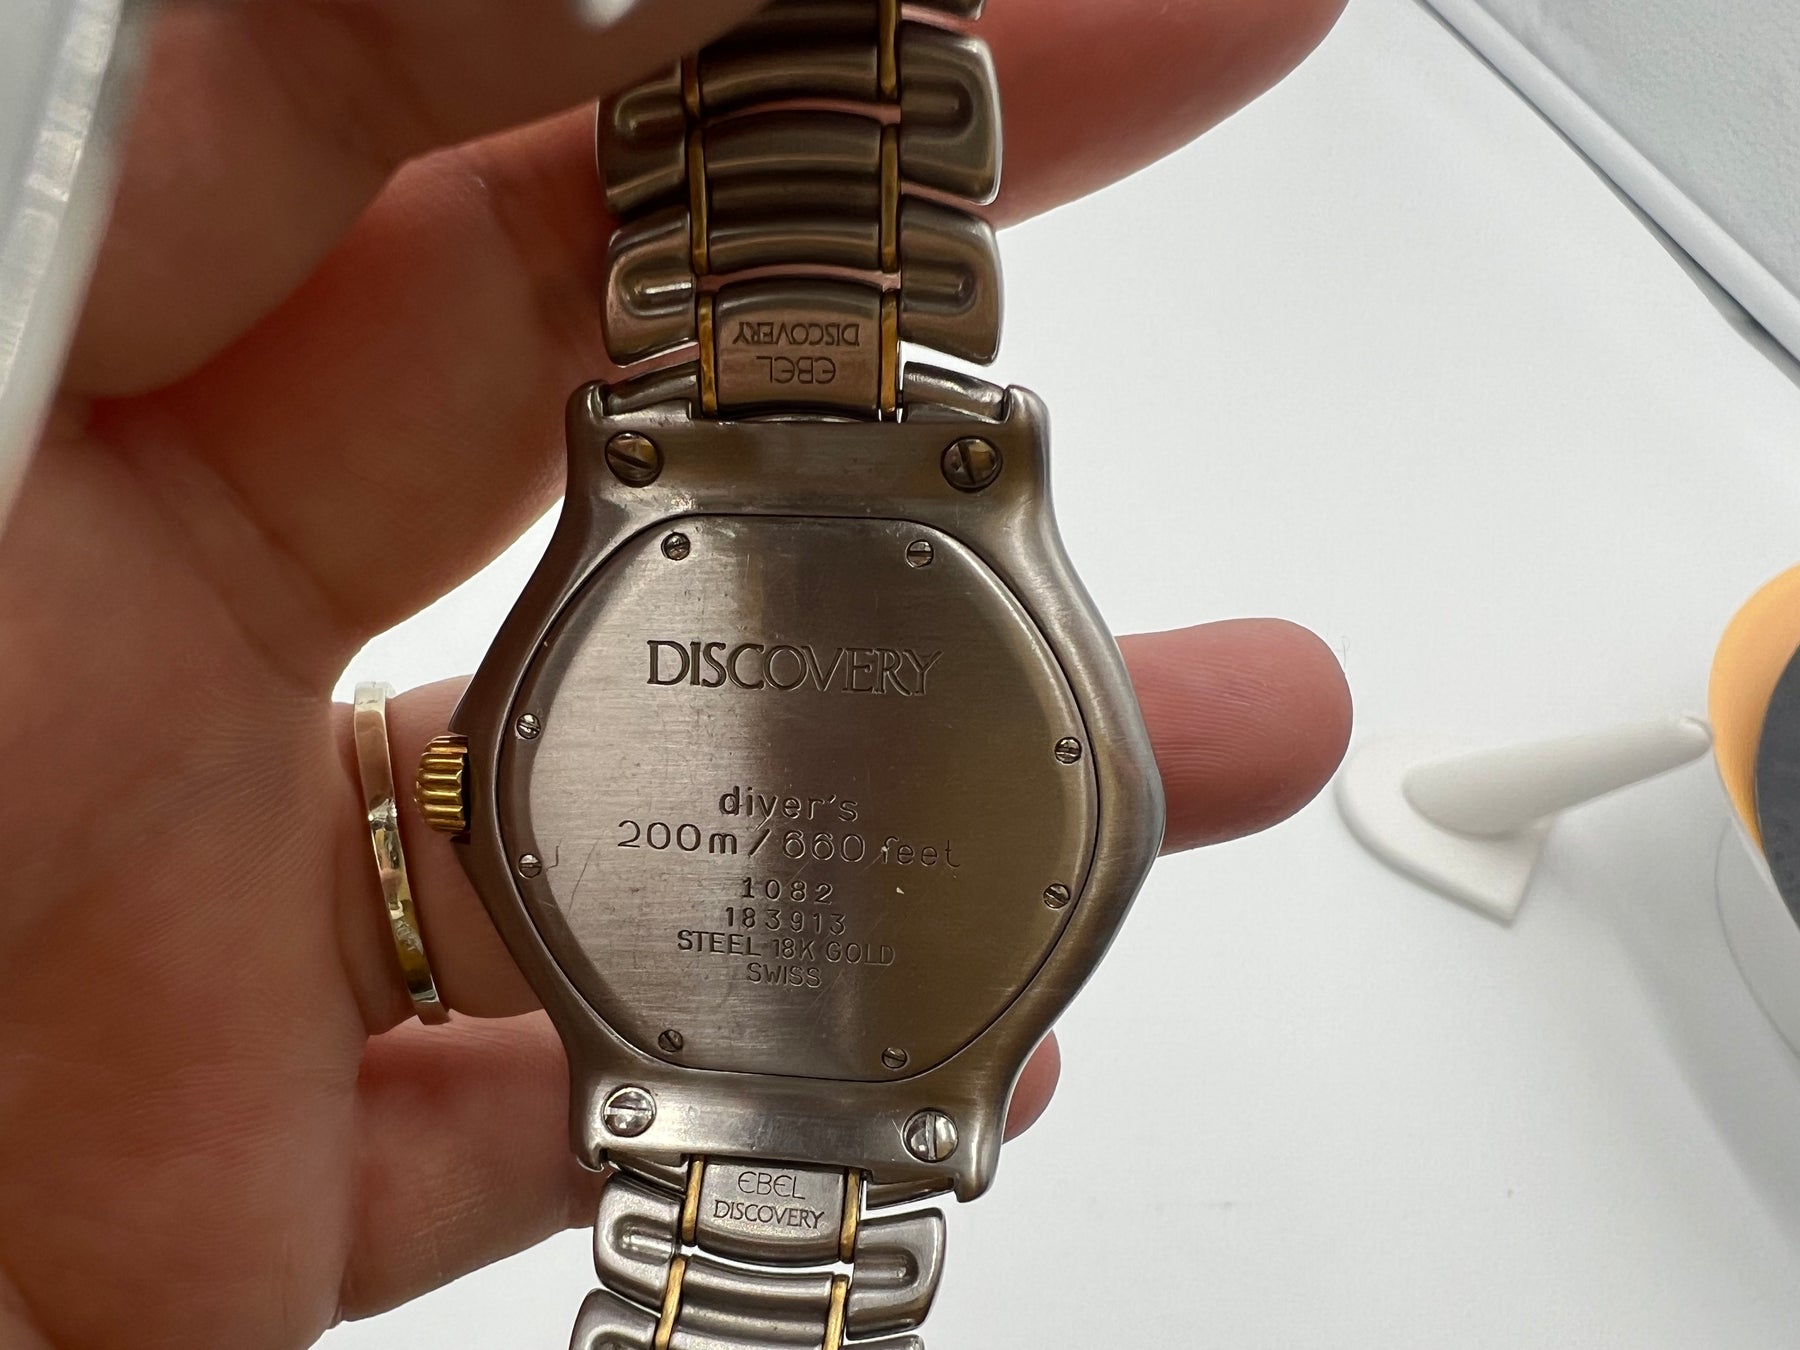 EBEL
DISCOVERY
DISCOVERY
diver's
200m/660 feet
1082
183913
STEEL-18K GOLD
SWISS
EBEL
DISCOVERY